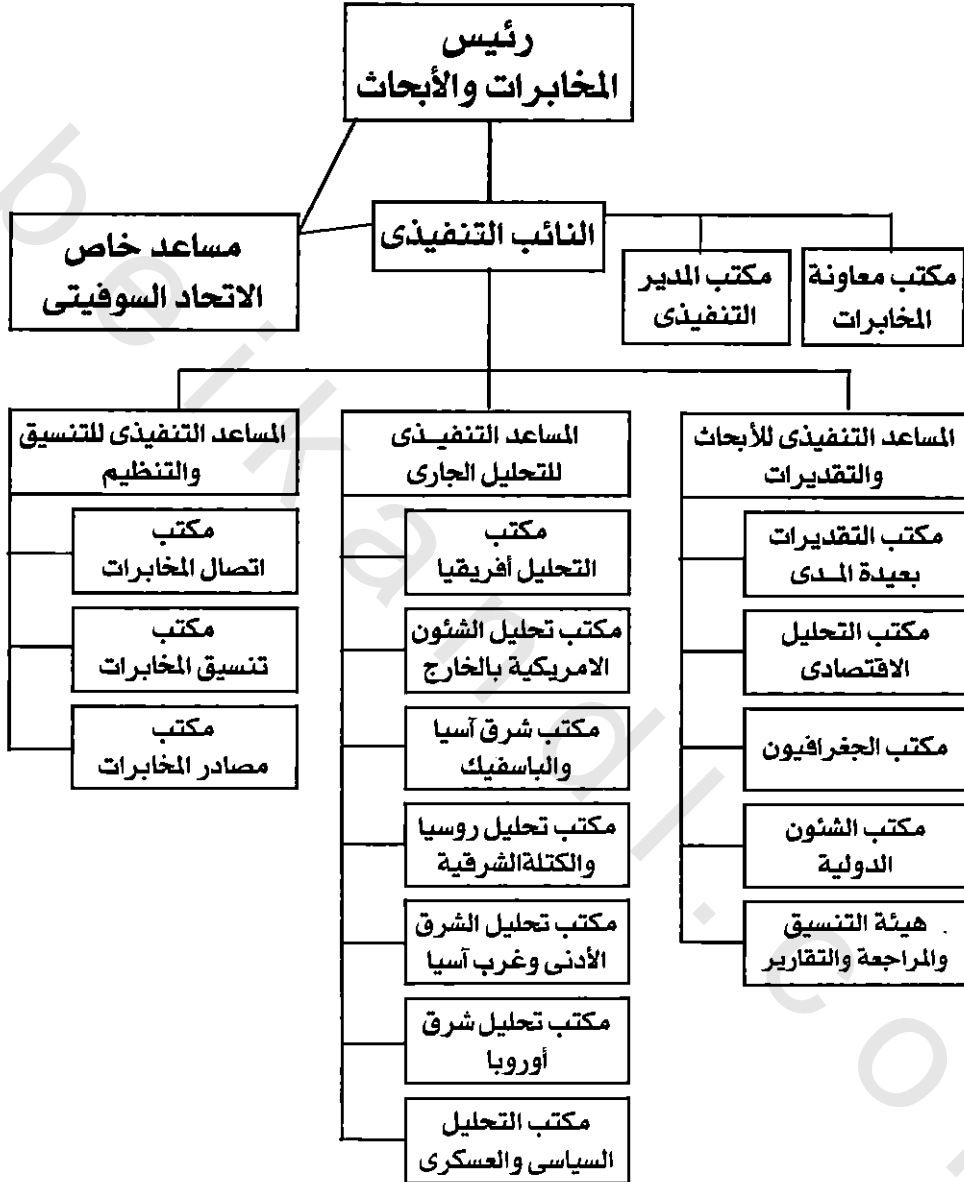 رئيس
المخابرات والأبحاث
النائب التنفيذى
مساعد خاص
الاتحاد السوفيتى
مكتب المدير
التنفيذى
مكتب معاونة
المخابرات
المساعد التنفيذى للأبحاث
والتقديرات
مكتب التقديرات
بعيدة المـدى
مكتب التحليل
الاقتصادى
مكتب الجغرافيون
مكتب الشئون
الدولية
هيئة التنسيق
والمراجعة والتقارير
المساعد التنفيـذى
للتحليل الجارى
مكتب
التحليل أفريقيا
مكتب تحليل الشئون
الامريكية بالخارج
مكتب شرق آسيا
والباسفيك
مكتب تحليل روسيا
والكتلةالشرقية
مكتب تحليل الشرق
الأدنى وغرب آسيا
مكتب تحليل شرق
أوروبا
مكتب التحليل
السياسى والعسكرى
المساعد التنفيذى للتنسيق
والتنظيم
مكتب
اتصال المخابرات
مكتب
تنسيق المخابرات
مكتب
مصادر المخابرات
beikandl.com